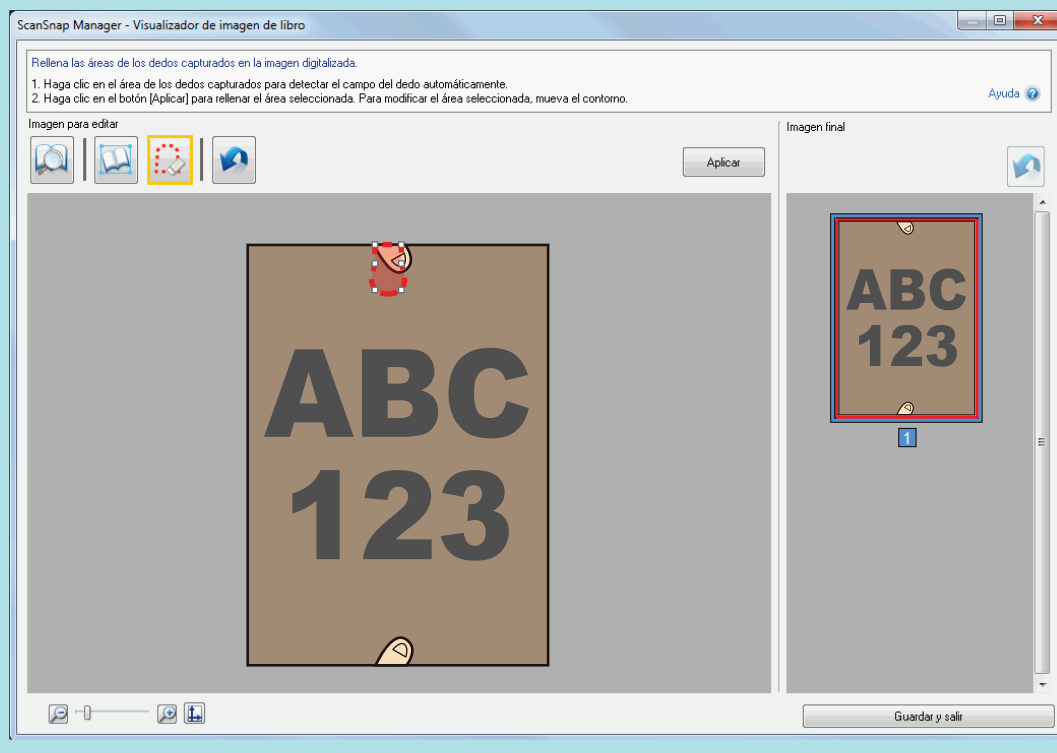 ScanSnap Manager - Visualizador de imagen de libro
Rellena las áreas de los dedos capturados en la imagen digitalizada.
1. Haga clic en el área de los dedos capturados para detectar el campo del dedo automáticamente.
2. Haga clic en el botón [Aplicar] para rellenar el área seleccionada. Para modificar el área seleccionada, mueva el contorno.
Ayuda
Imagen para editar
Aplicar
ABC
123
Imagen final
ABC
123
1
Guardar y salir